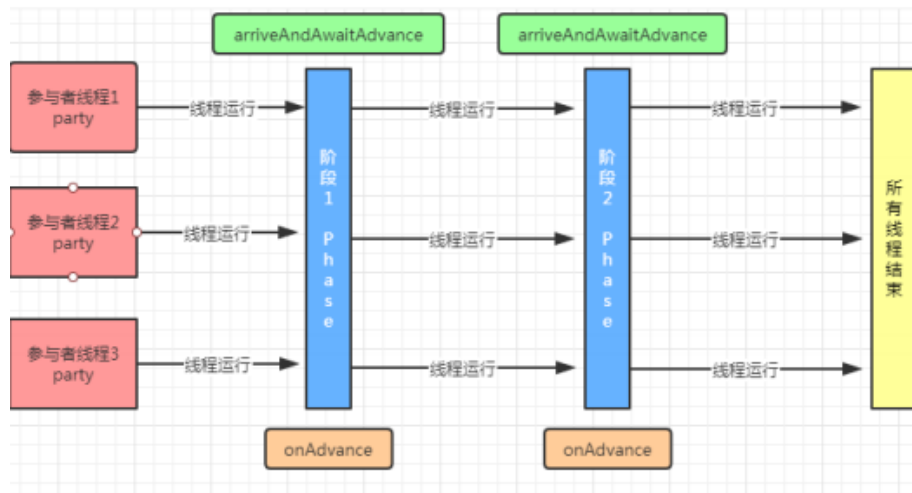 arriveAndAwaitAdvance
arriveAndAwaitAdvance
参与者线程1
party
线程运行
线程运行
线程运行
参与者线程2
party
线程运行
线程运行
线程运行
参与者线程3
party
线程运行
线程运行
线程运行
阶段1 Phase
阶段2 Phase
所有线程结束
onAdvance
onAdvance